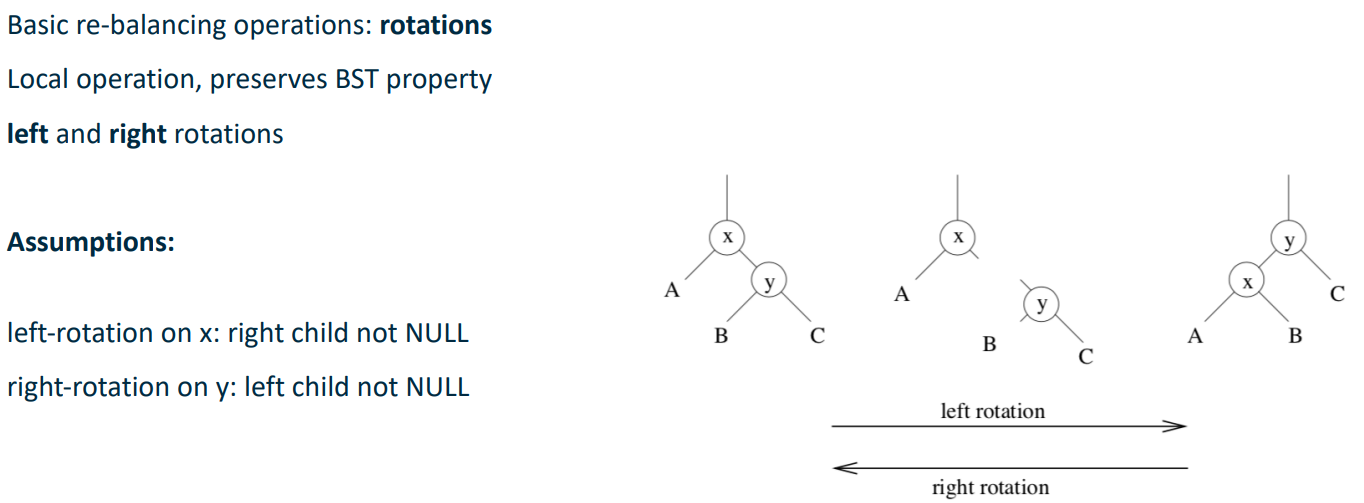 Basic re-balancing operations: rotations
Local operation, preserves BST property
left and right rotations
Assumptions:
left-rotation on x: right child not NULL
right-rotation on y: left child not NULL
x
A
y
B
C
x
A
y
B
C
y
x
C
A
B
left rotation
right rotation